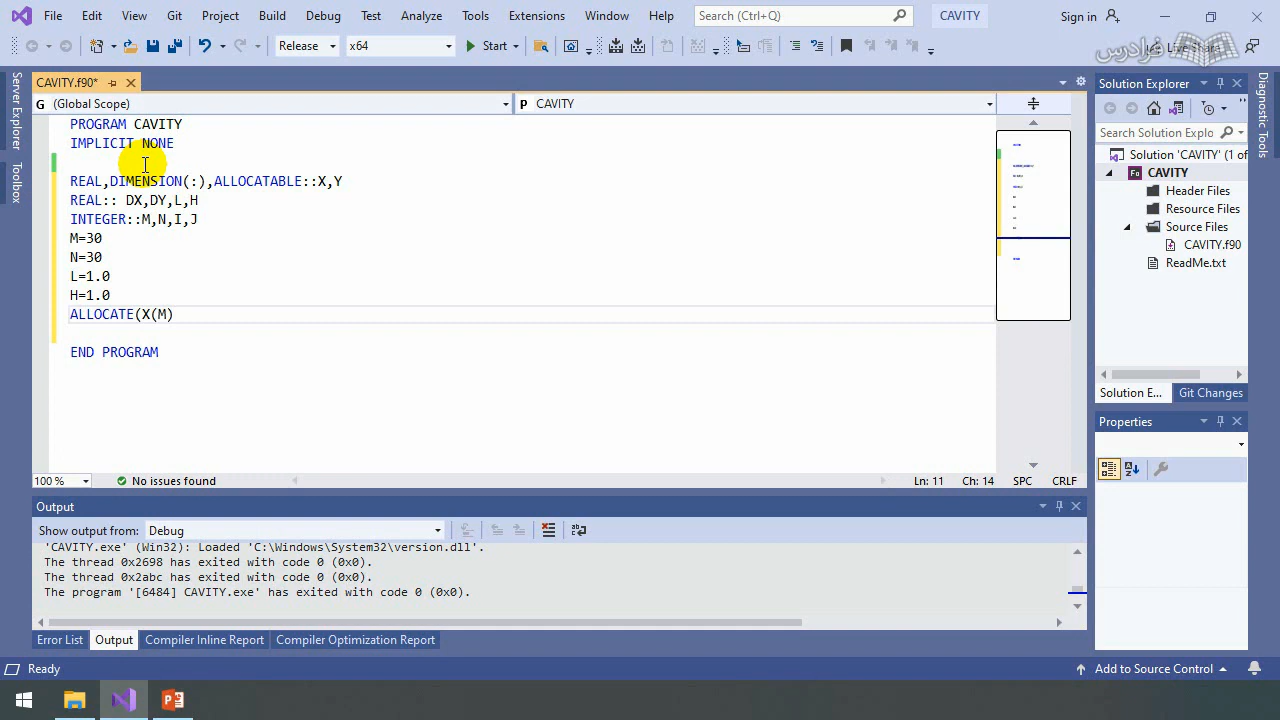 File Edit View Git Project Build Debug Test Analyze Tools Extensions Window Help Search (Ctrl+Q) CAVITY Sign in
Release x64 Start Live Share
فرادرس
CAVITY.f90*
(Global Scope) CAVITY
PROGRAM CAVITY
IMPLICIT NONE
REAL,DIMENSION(:),ALLOCATABLE::X,Y
REAL:: DX,DY,L,H
INTEGER::M,N,I,J
M=30
N=30
L=1.0
H=1.0
ALLOCATE(X(M)
END PROGRAM
100 % No issues found Ln: 11 Ch: 14 SPC CRLF
Server Explorer
Toolbox
Solution Explorer
Search Solution Explo
Solution 'CAVITY' (1 of
CAVITY
Header Files
Resource Files
Source Files
CAVITY.f90
ReadMe.txt
Solution E... Git Changes
Properties
Diagnostic Tools
Output
Show output from: Debug
'CAVITY.exe' (Win32): Loaded 'C:\Windows\System32\version.dll'.
The thread 0x2698 has exited with code 0 (0x0).
The thread 0x2abc has exited with code 0 (0x0).
The program '[6484] CAVITY.exe' has exited with code 0 (0x0).
Error List Output Compiler Inline Report Compiler Optimization Report
Ready Add to Source Control